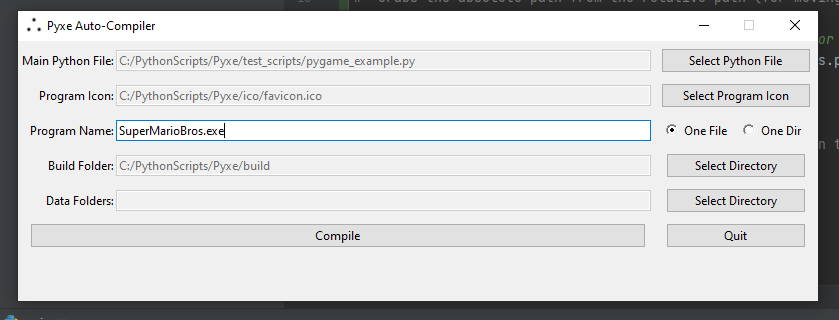 Pyxe Auto-Compiler
Main Python File: C:/PythonScripts/Pyxe/test_scripts/pygame_example.py Select Python File
Program Icon: C:/PythonScripts/Pyxe/ico/favicon.ico Select Program Icon
Program Name: SuperMarioBros.exe One File One Dir
Build Folder: C:/PythonScripts/Pyxe/build Select Directory
Data Folders: Select Directory
Compile Quit